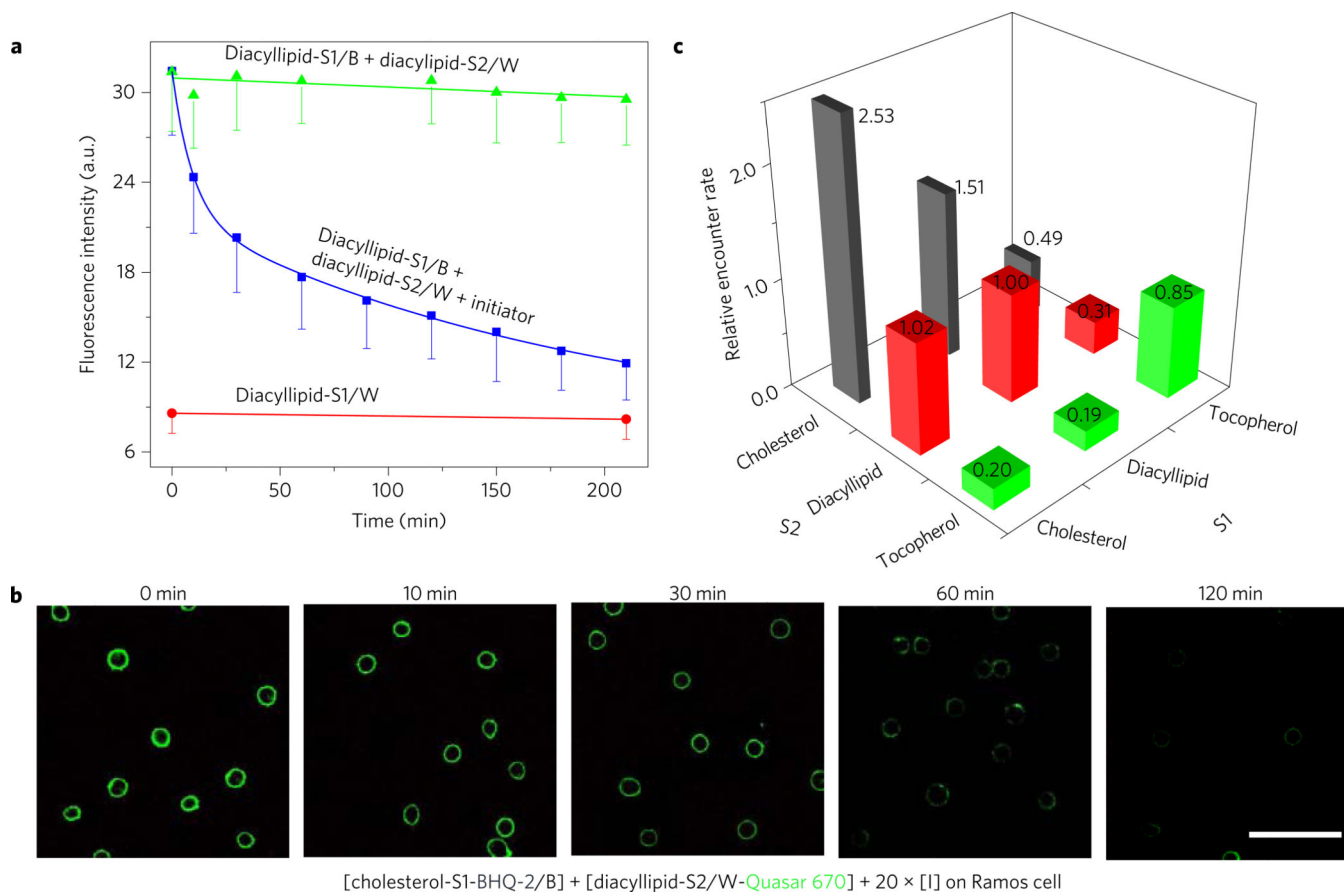 a
Diacyllipid-S1/B + diacylipid-S2/W
30
24
18
12
6
Fluorescence intensity (a.u.)
Diacyllipid-S1/B +
diacyllipid-S2/W + initiator
Diacyllipid-S1/W
0
50
100
150
200
Time (min)
c
2.53
1.51
0.49
1.02
1.00
0.31
0.20
0.19
0.85
2.0
1.0
0.0
Relative encounter rate
Cholesterol
Diacyllipid
Tocopherol
S2
Tocopherol
Diacyllipid
Cholesterol
S1
b
0 min
10 min
30 min
60 min
120 min
[cholesterol-S1-BHQ-2/B] + [diacyllipid-S2/W-Quasar 670] + 20 × [I] on Ramos cell